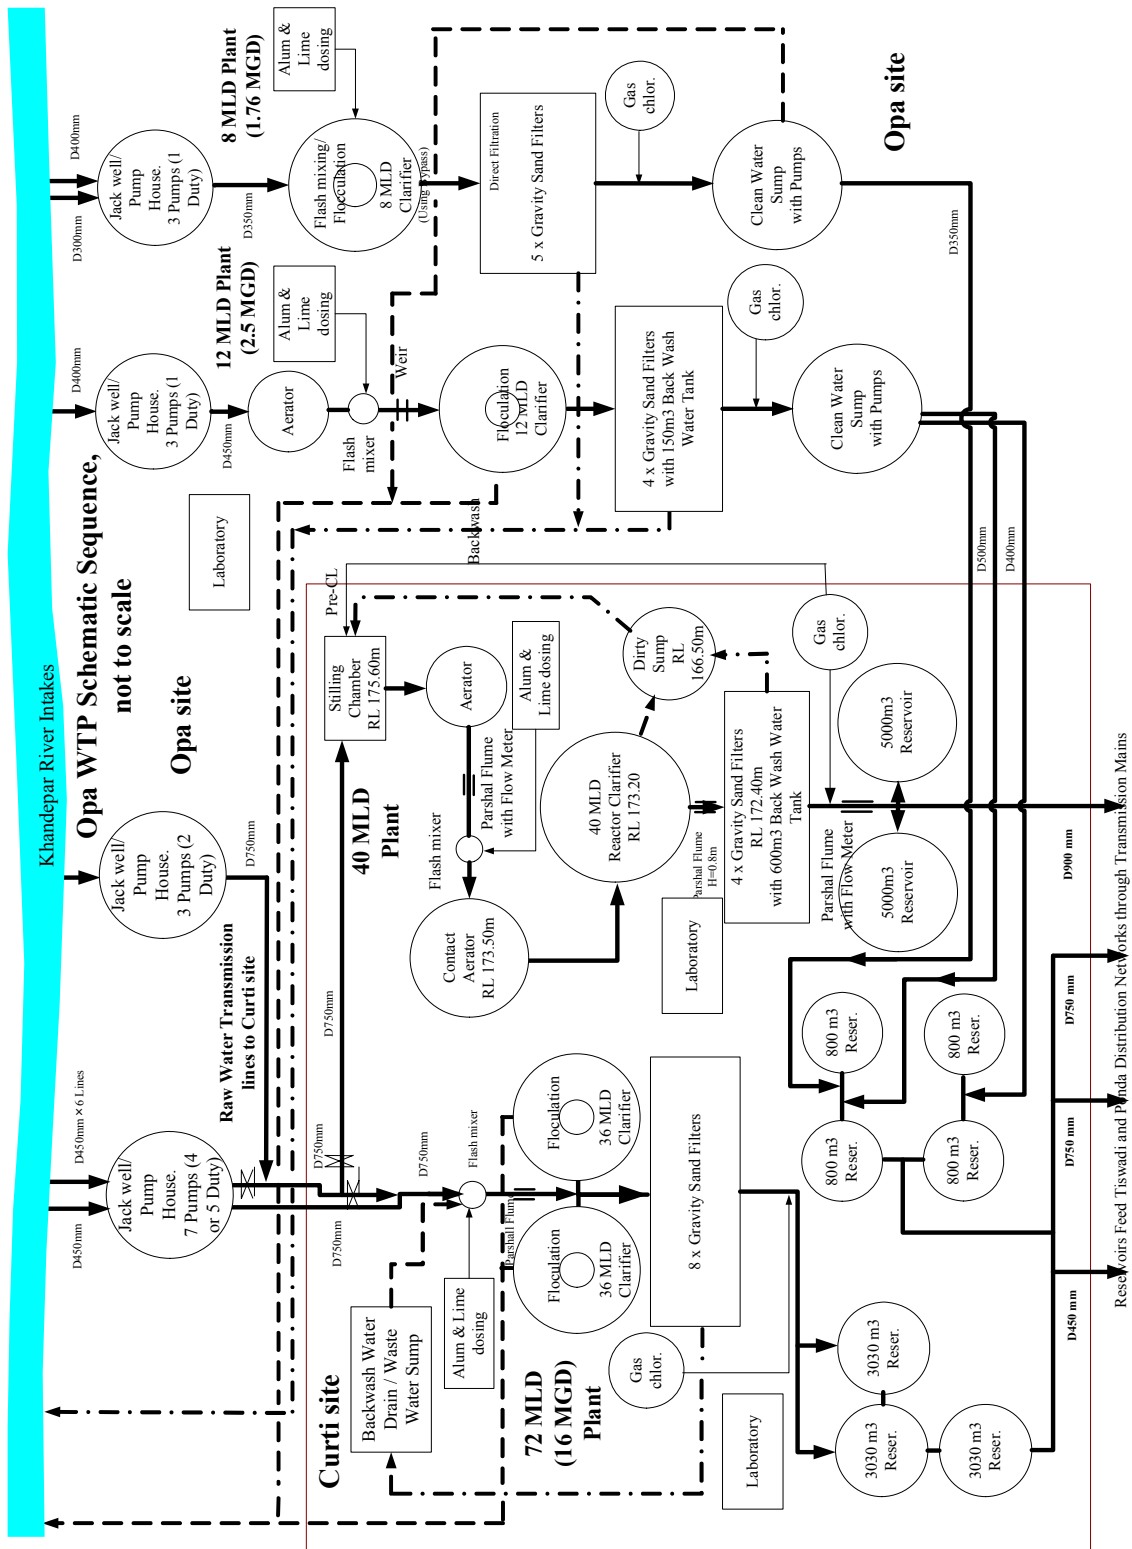 Khandepar River Intakes
Opa WTP Schematic Sequence,
not to scale
Opa site
D450mm
D450mm × 6 Lines
Jack well/
Pump
House.
7 Pumps (4
or 5 Duty)
Jack well/
Pump
House.
3 Pumps (2
Duty)
D750mm
Raw Water Transmission
lines to Curti site
D400mm
Jack well/
Pump
House.
3 Pumps (1
Duty)
D450mm
12 MLD Plant
(2.5 MGD)
Aerator
Alum &
Lime
dosing
Flash
mixer
Weir
Floculation
12 MLD
Clarifier
4 x Gravity Sand Filters
with 150m3 Back Wash
Water Tank
Gas
chlor.
Clean Water
Sump
with Pumps
D500mm
D400mm
Laboratory
Backwash
D300mm
D400mm
Jack well/
Pump
House.
3 Pumps (1
Duty)
D350mm
8 MLD Plant
(1.76 MGD)
Alum &
Lime
dosing
Flash mixing/
Flocculation
8 MLD
Clarifier
(Using Bypass)
Direct Filtration
5 x Gravity Sand Filters
Gas
chlor.
Clean Water
Sump
with Pumps
D350mm
Opa site
Curti site
D750mm
D750mm
D750mm
D750mm
40 MLD
Plant
Pre-CL
Stilling
Chamber
RL 175.60m
Aerator
Alum &
Lime dosing
Parshal Flume
with Flow Meter
Flash mixer
Contact
Aerator
RL 173.50m
40 MLD
Reactor Clarifier
RL 173.20
Dirty
Sump
RL
166.50m
Parshal Flume
H=0.8m
4 x Gravity Sand Filters
RL 172.40m
with 600m3 Back Wash Water
Tank
Laboratory
Gas
chlor.
Parshal Flume
with Flow Meter
5000m3
Reservoir
5000m3
Reservoir
D900 mm
Backwash Water
Drain / Waste
Water Sump
Flash mixer
Alum & Lime
dosing
Parshall Flume
72 MLD
(16 MGD)
Plant
Floculation
36 MLD
Clarifier
Floculation
36 MLD
Clarifier
8 x Gravity Sand Filters
Gas
chlor.
Laboratory
800 m3
Reser.
800 m3
Reser.
800 m3
Reser.
800 m3
Reser.
3030 m3
Reser.
3030 m3
Reser.
3030 m3
Reser.
D450 mm
D750 mm
D750 mm
Reservoirs Feed Tiswadi and Ponda Distribution Networks through Transmission Mains